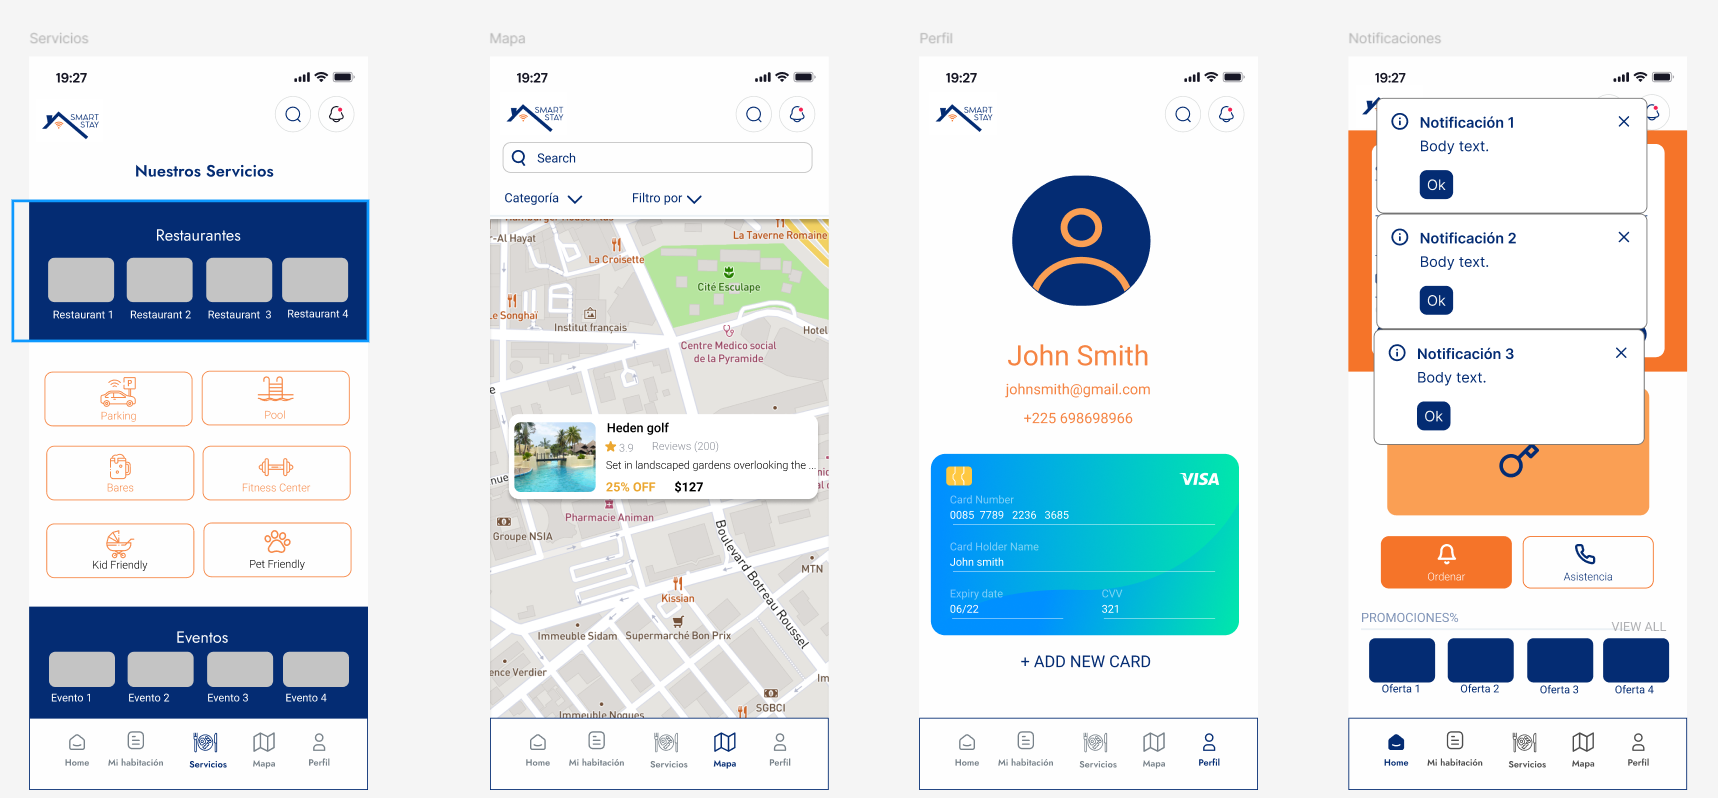 Servicios
19:27
SMART
STAY
Nuestros Servicios
Restaurantes
Restaurant 1
Restaurant 2
Restaurant 3
Restaurant 4
P
Parking
Pool
Bares
Fitness Center
Kid Friendly
Pet Friendly
Eventos
Evento 1
Evento 2
Evento 3
Evento 4
Home
Mi habitación
Servicios
Mapa
Perfil
Mapa
19:27
SMART
STAY
Search
Categoría
Filtro por
-Al Hayat
La Taverne Romaine
La Croisette
Cité Esculape
Le Songhaï
Institut français
Hotel
Centre Medico social
de la Pyramide
Heden golf
3.9
Reviews (200)
Set in landscaped gardens overlooking the ...
25% OFF
$127
nue
Pharmacie Animan
Groupe NSIA
Boulevard Botreau Roussel
MTN
Kissian
Immeuble Sidam
Supermarché Bon Prix
ence Verdier
Im
SGBCI
Immeuble Nogues
Home
Mi habitación
Servicios
Mapa
Perfil
Perfil
19:27
SMART
STAY
John Smith
johnsmith@gmail.com
+225 698698966
VISA
Card Number
0085 7789 2236 3685
Card Holder Name
John smith
Expiry date
CVV
06/22
321
+ ADD NEW CARD
Home
Mi habitación
Servicios
Mapa
Perfil
Notificaciones
19:27
Notificación 1
Body text.
Ok
Notificación 2
Body text.
Ok
Notificación 3
Body text.
Ok
Ordenar
Asistencia
PROMOCIONES%
VIEW ALL
Oferta 1
Oferta 2
Oferta 3
Oferta 4
Home
Mi habitación
Servicios
Mapa
Perfil